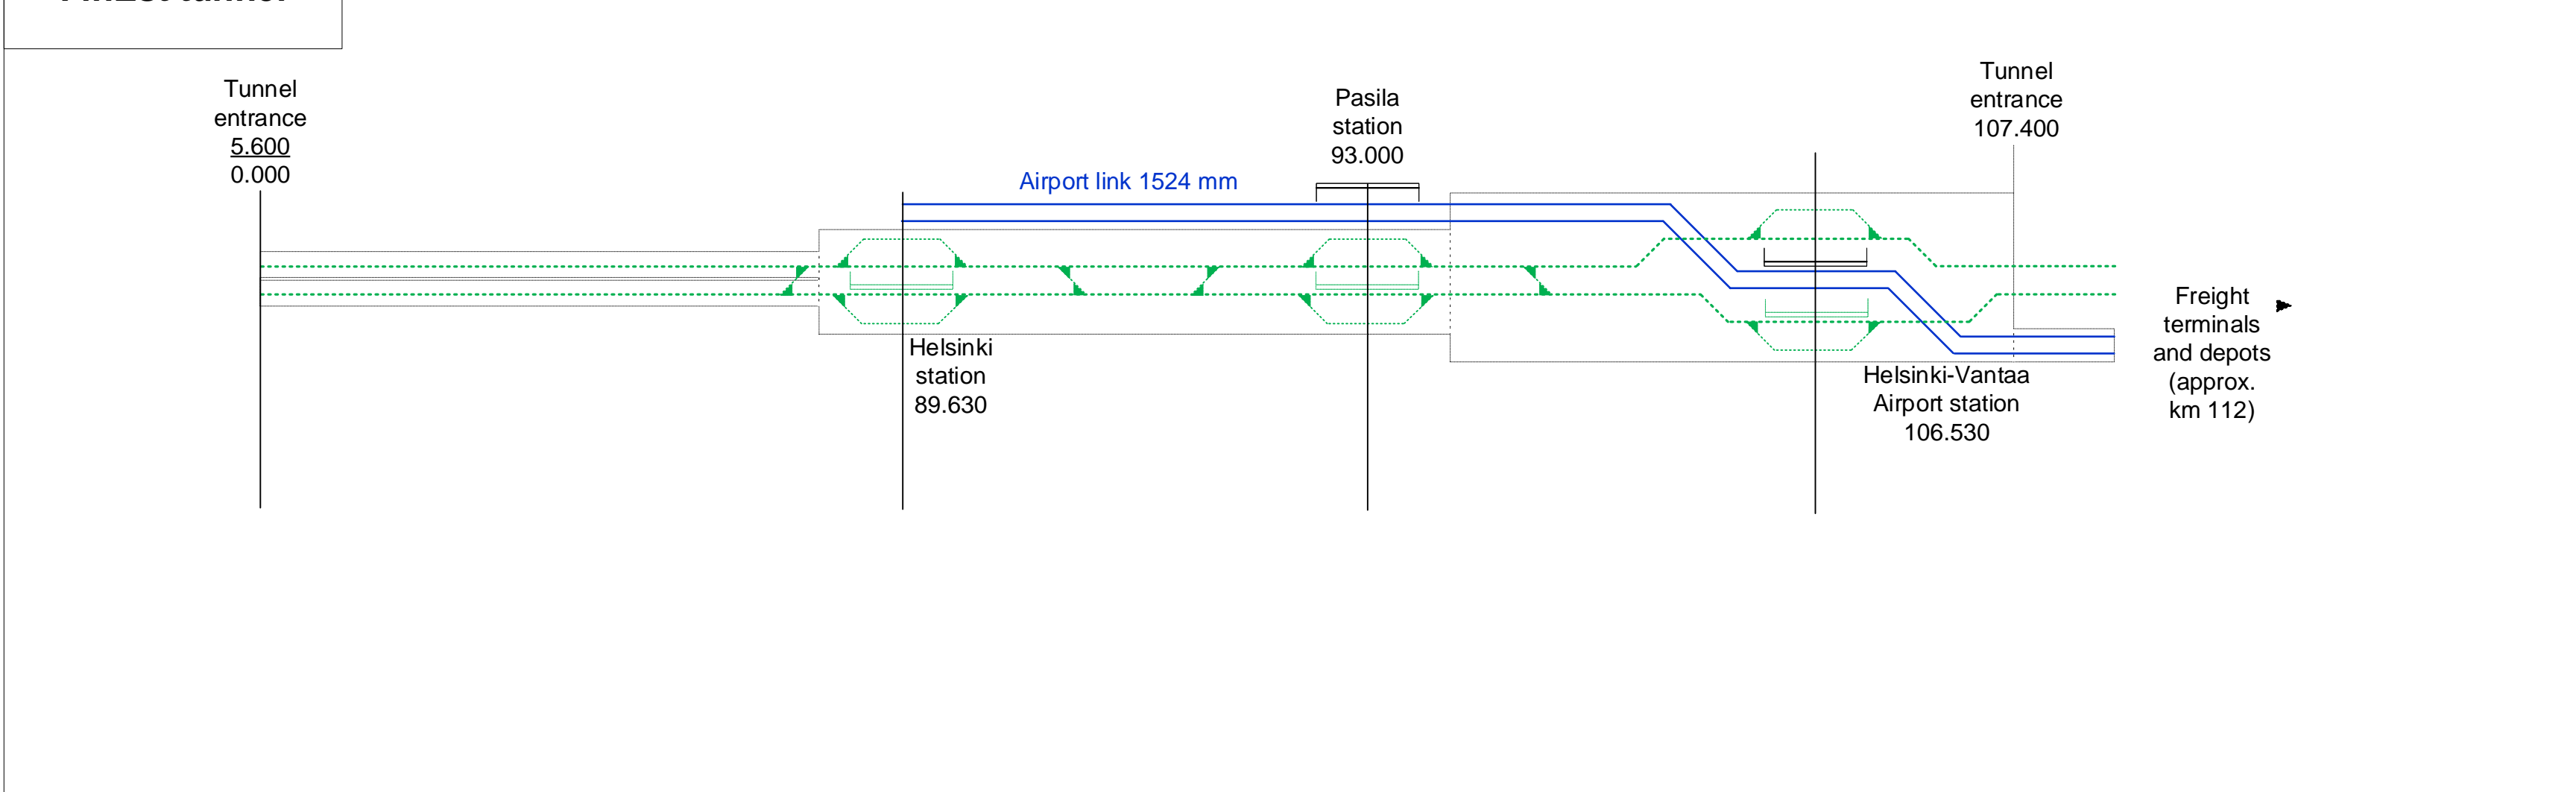 Tunnel
entrance
5.600
0.000
Airport link 1524 mm
Pasila
station
93.000
Tunnel
entrance
107.400
Helsinki
station
89.630
Helsinki-Vantaa
Airport station
106.530
Freight
terminals
and depots
(approx.
km 112)